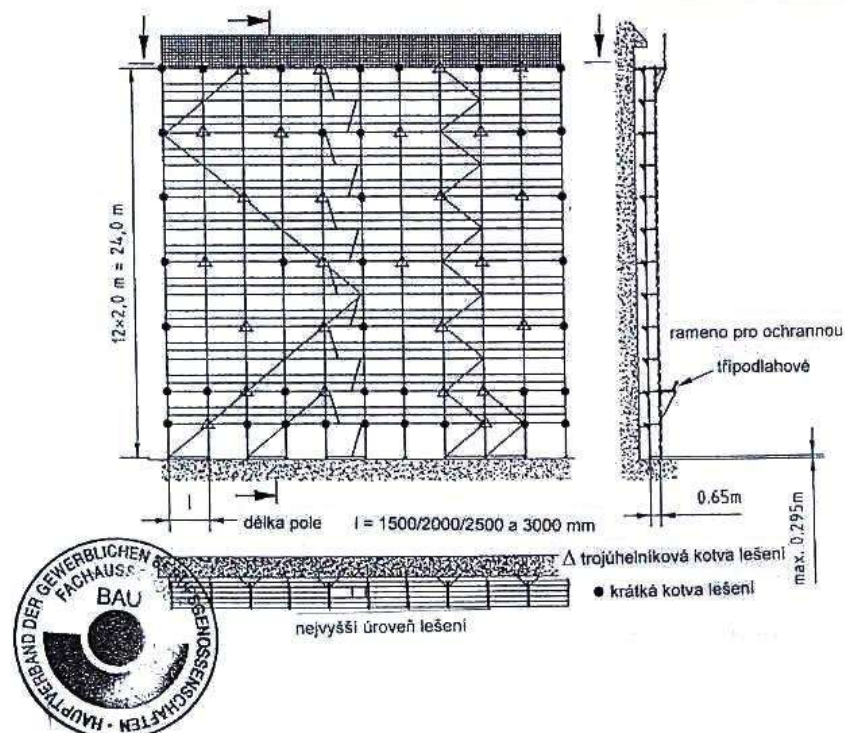 12×2,0 m = 24,0 m
rameno pro ochrannou
třípodlahové
0.65m
max. 0.295m
l
délka pole l = 1500/2000/2500 a 3000 mm
△ trojúhelníková kotva lešení
● krátká kotva lešení
nejvyšší úroveň lešení
HAUPTVERBAND DER GEWERBLICHEN
FACHAUSS
BAU